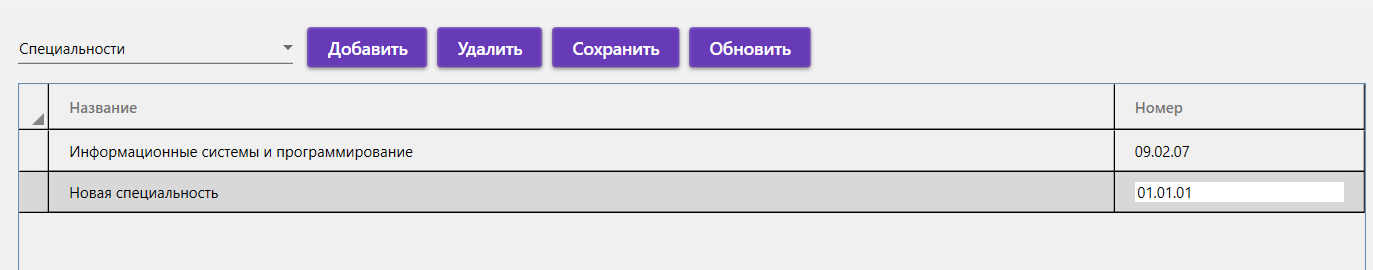 Специальности Добавить Удалить Сохранить Обновить
Название Номер
Информационные системы и программирование 09.02.07
Новая специальность 01.01.01